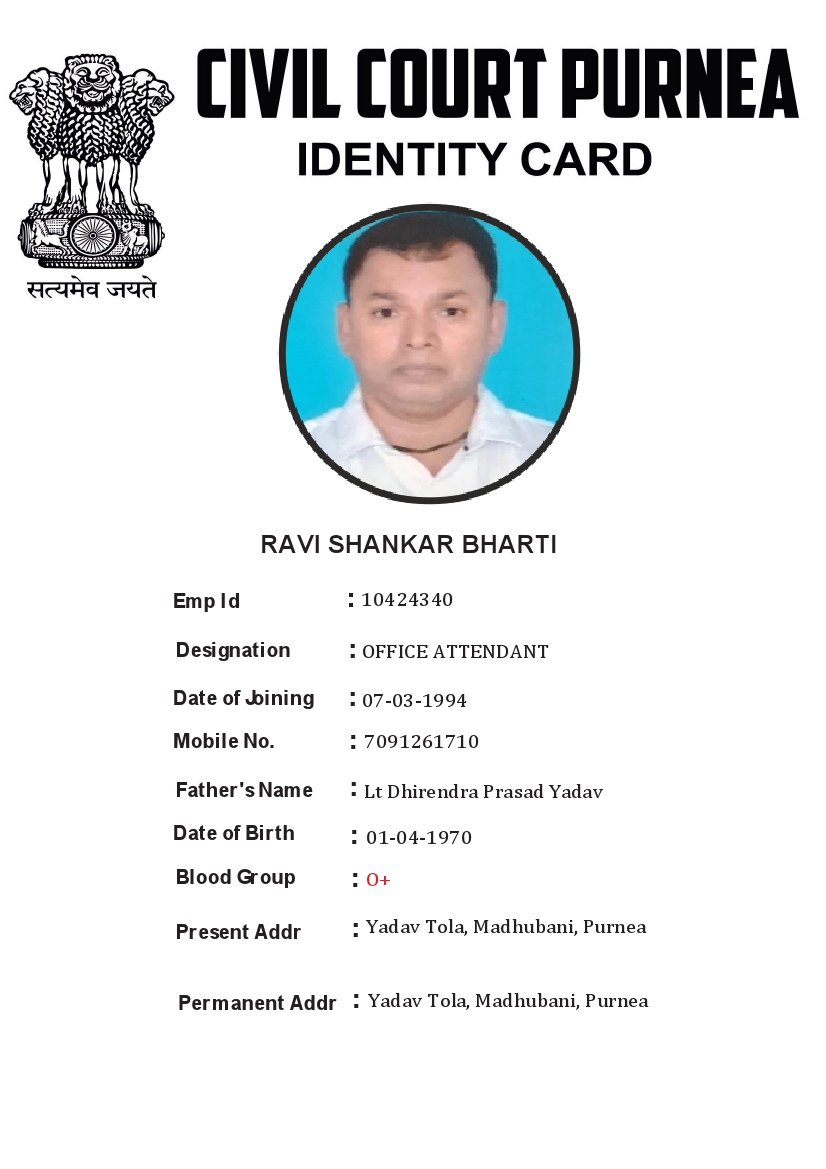 CIVIL COURT PURNEA
IDENTITY CARD
सत्यमेव जयते
RAVI SHANKAR BHARTI
Emp Id : 10424340
Designation : OFFICE ATTENDANT
Date of Joining : 07-03-1994
Mobile No. : 7091261710
Father's Name : Lt Dhirendra Prasad Yadav
Date of Birth : 01-04-1970
Blood Group : O+
Present Addr : Yadav Tola, Madhubani, Purnea
Permanent Addr : Yadav Tola, Madhubani, Purnea